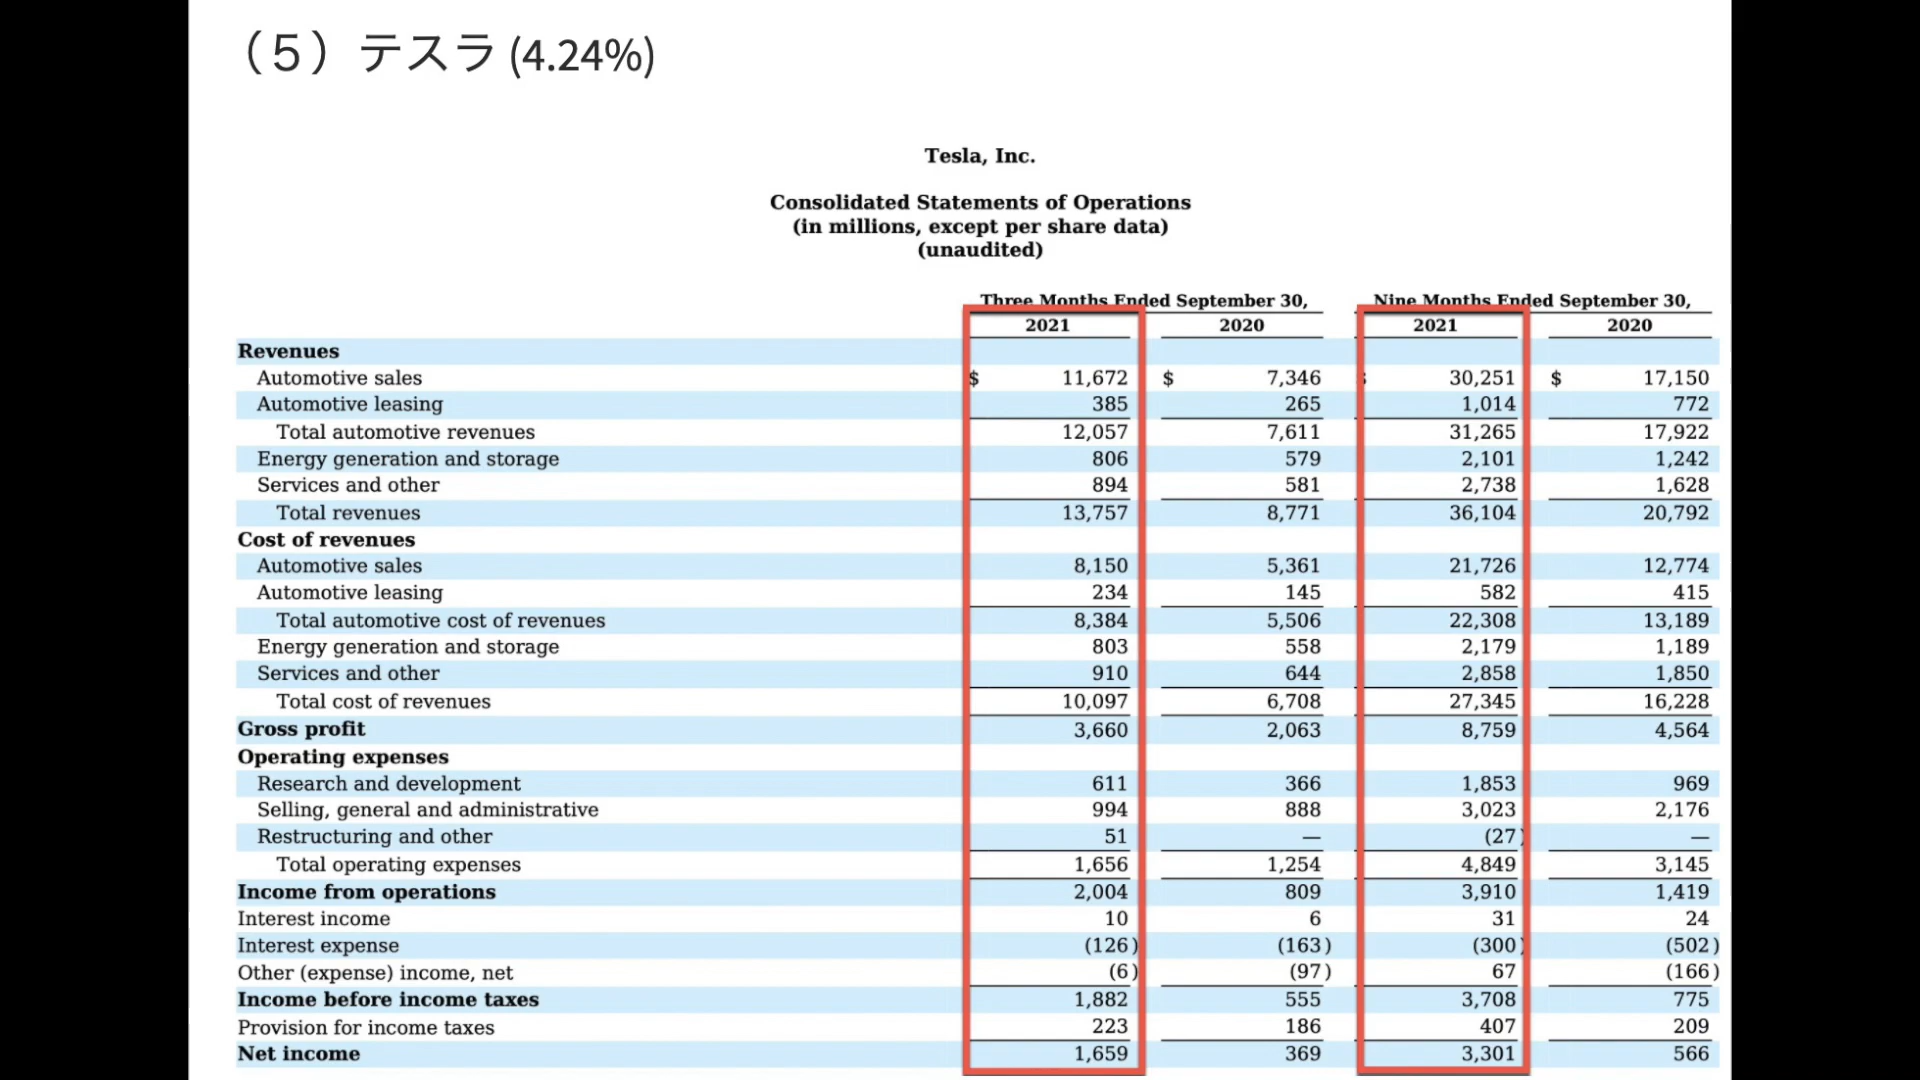 （5）テスラ (4.24%)
Tesla, Inc.
Consolidated Statements of Operations
(in millions, except per share data)
(unaudited)
Three Months Ended September 30, Nine Months Ended September 30,
2021 2020 2021 2020
Revenues
Automotive sales $ 11,672 $ 7,346 $ 30,251 $ 17,150
Automotive leasing 385 265 1,014 772
Total automotive revenues 12,057 7,611 31,265 17,922
Energy generation and storage 806 579 2,101 1,242
Services and other 894 581 2,738 1,628
Total revenues 13,757 8,771 36,104 20,792
Cost of revenues
Automotive sales 8,150 5,361 21,726 12,774
Automotive leasing 234 145 582 415
Total automotive cost of revenues 8,384 5,506 22,308 13,189
Energy generation and storage 803 558 2,179 1,189
Services and other 910 644 2,858 1,850
Total cost of revenues 10,097 6,708 27,345 16,228
Gross profit 3,660 2,063 8,759 4,564
Operating expenses
Research and development 611 366 1,853 969
Selling, general and administrative 994 888 3,023 2,176
Restructuring and other 51 — (27) —
Total operating expenses 1,656 1,254 4,849 3,145
Income from operations 2,004 809 3,910 1,419
Interest income 10 6 31 24
Interest expense (126) (163) (300) (502)
Other (expense) income, net (6) (97) 67 (166)
Income before income taxes 1,882 555 3,708 775
Provision for income taxes 223 186 407 209
Net income 1,659 369 3,301 566